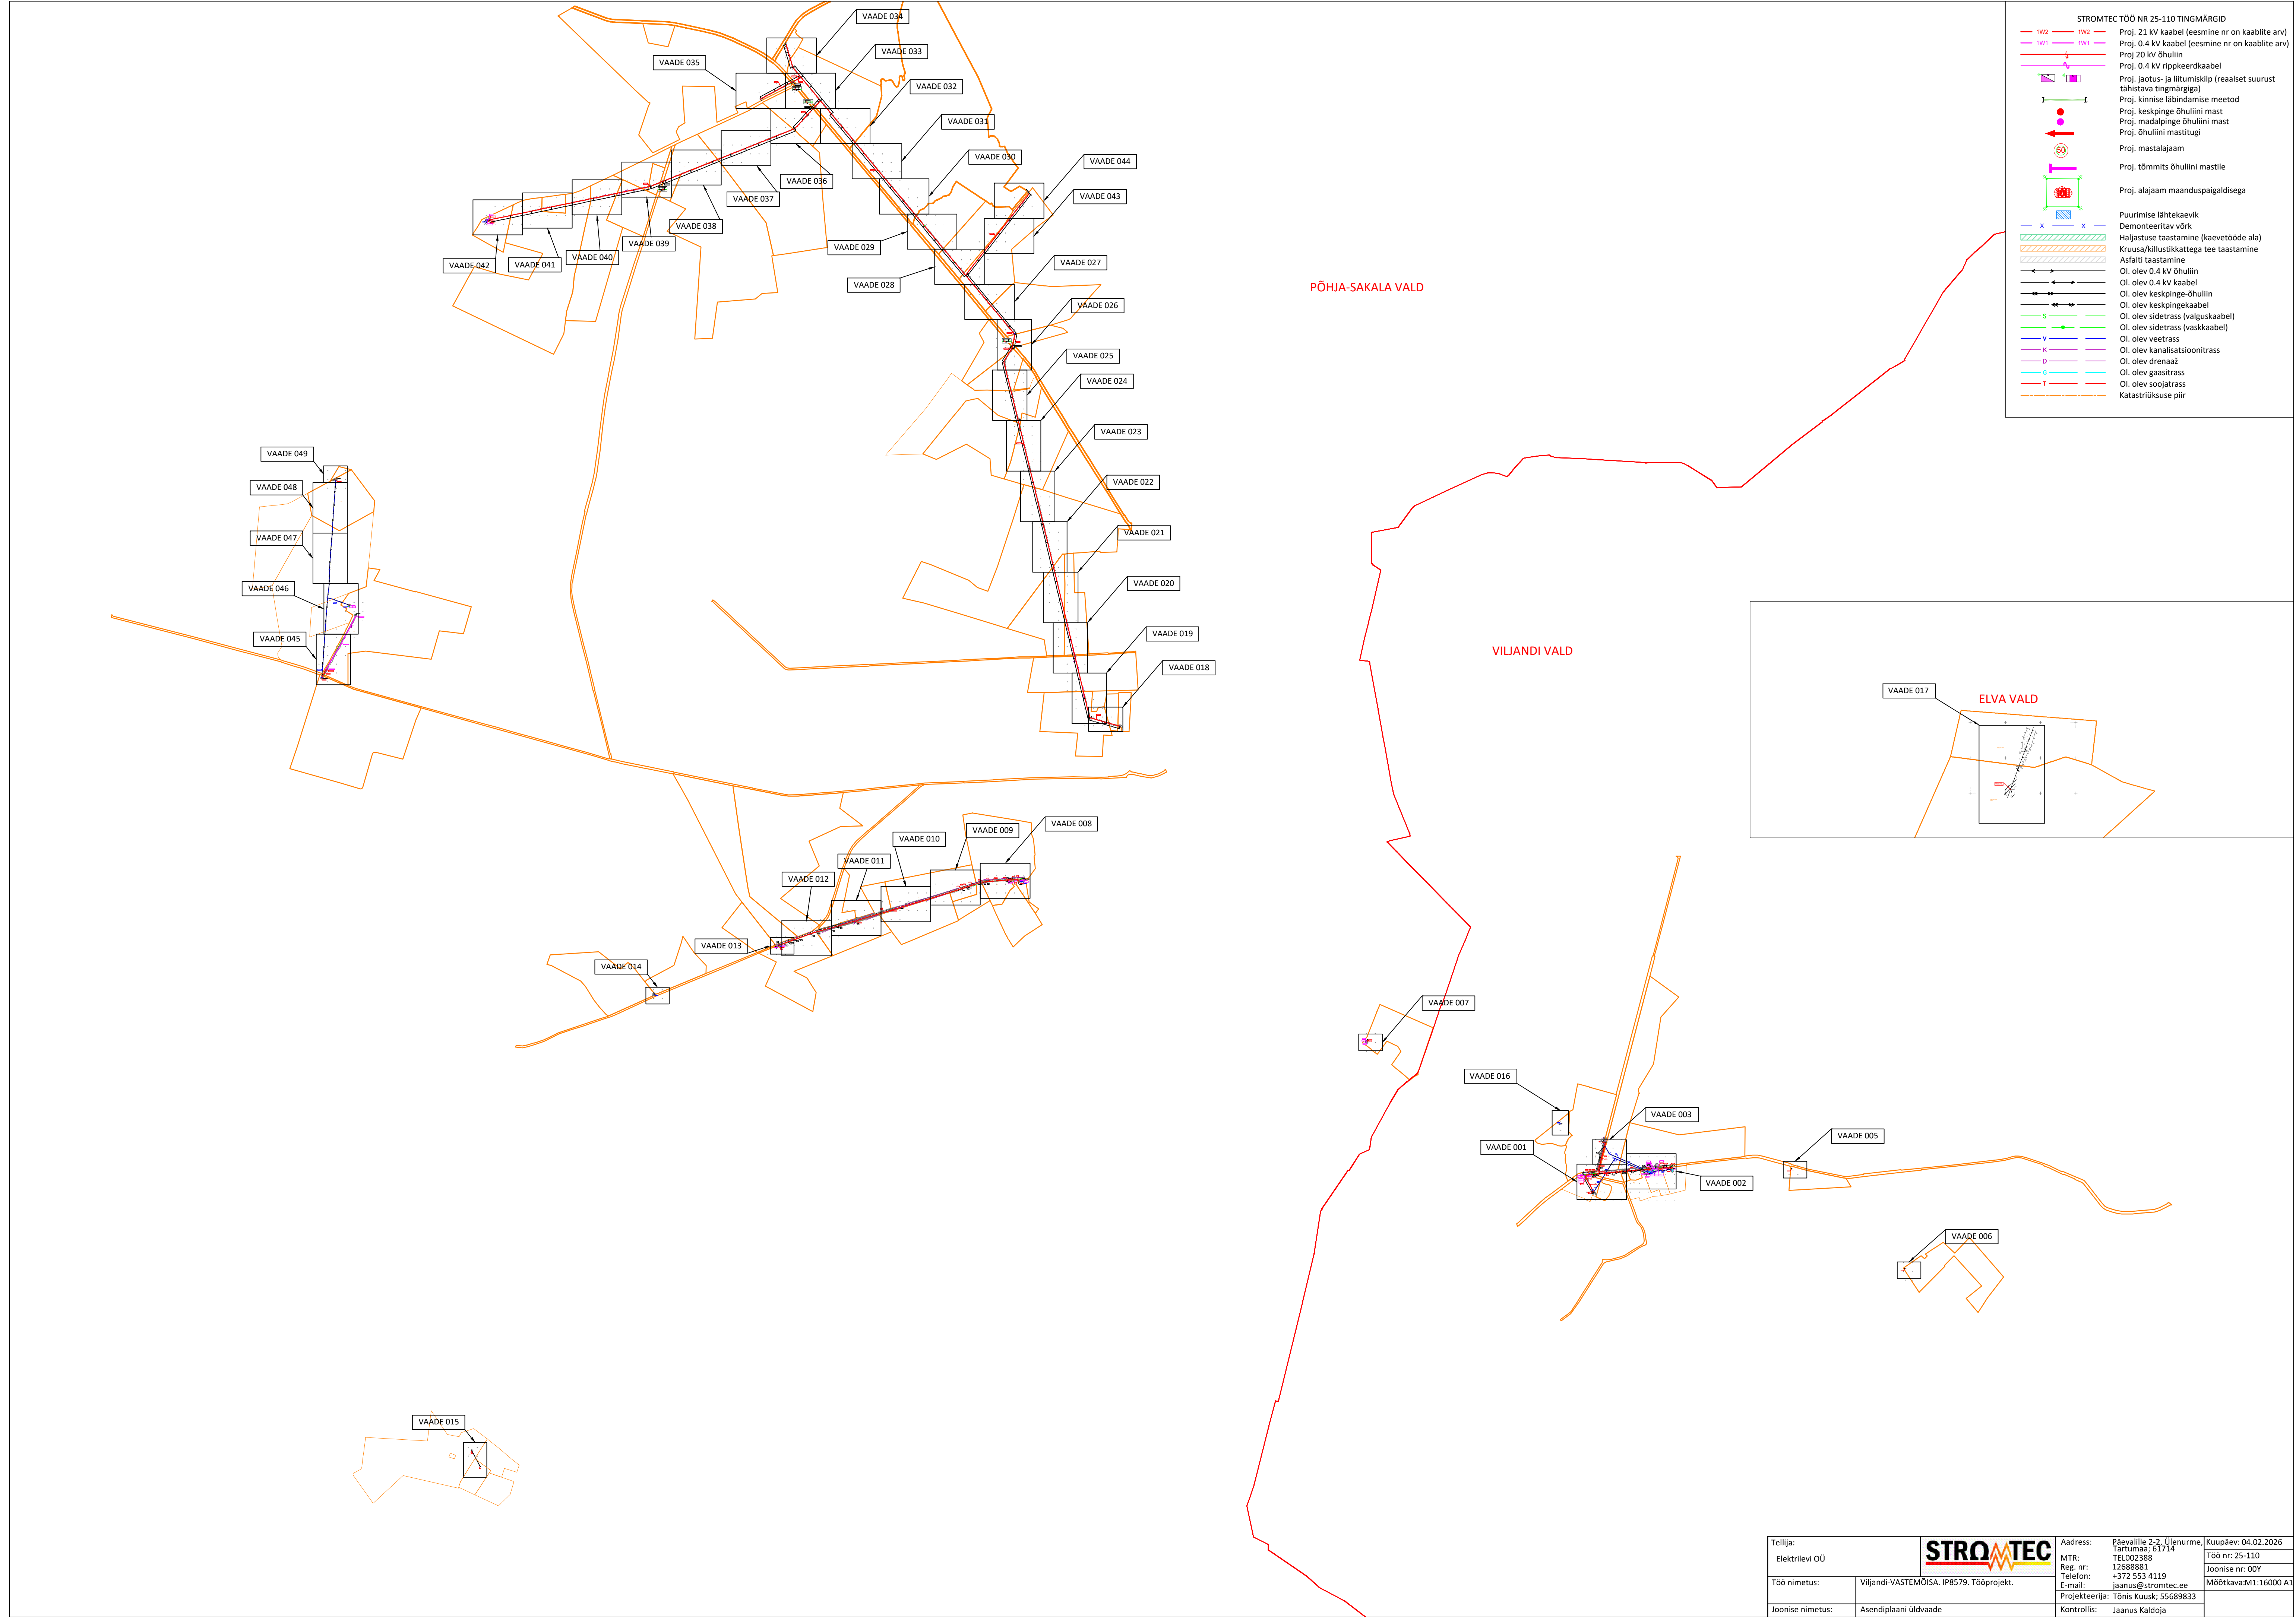 STROMTEC TÖÖ NR 25-110 TINGMÄRGID
1W2 1W2 Proj. 21 kV kaabel (eesmine nr on kaablite arv)
1W1 1W1 Proj. 0.4 kV kaabel (eesmine nr on kaablite arv)
Proj 20 kV õhuliin
Proj. 0.4 kV rippkeerdkaabel
Proj. jaotus- ja liitumiskilp (reaalset suurust
tähistava tingmärgiga)
Proj. kinnise läbindamise meetod
Proj. keskpinge õhuliini mast
Proj. madalpinge õhuliini mast
Proj. õhuliini mastitugi
50 Proj. mastalajaam
Proj. tõmmits õhuliini mastile
Proj. alajaam maanduspaigaldisega
Puurimise lähtekaevik
X X Demonteeritav võrk
Haljastuse taastamine (kaevetööde ala)
Kruusa/killustikkattega tee taastamine
Asfalti taastamine
Ol. olev 0.4 kV õhuliin
Ol. olev 0.4 kV kaabel
Ol. olev keskpinge-õhuliin
Ol. olev keskpingekaabel
S Ol. olev sidetrass (valguskaabel)
Ol. olev sidetrass (vaskkaabel)
V Ol. olev veetrass
K Ol. olev kanalisatsioonitrass
D Ol. olev drenaaž
G Ol. olev gaasitrass
T Ol. olev soojatrass
Katastriüksuse piir
VAADE 034
VAADE 033
VAADE 035
VAADE 032
VAADE 031
VAADE 030
VAADE 044
VAADE 036
VAADE 043
VAADE 037
VAADE 038
VAADE 039
VAADE 029
VAADE 040
VAADE 041
VAADE 042
VAADE 027
VAADE 028
PÕHJA-SAKALA VALD
VAADE 026
VAADE 025
VAADE 024
VAADE 023
VAADE 049
VAADE 022
VAADE 048
VAADE 021
VAADE 047
VAADE 020
VAADE 046
VAADE 019
VAADE 045
VILJANDI VALD
VAADE 018
VAADE 017
ELVA VALD
VAADE 008
VAADE 009
VAADE 010
VAADE 011
VAADE 012
VAADE 013
VAADE 014
VAADE 007
VAADE 016
VAADE 003
VAADE 005
VAADE 001
VAADE 002
VAADE 006
VAADE 015
Tellija:
Elektrilevi OÜ
STROMTEC
Aadress: Päevalille 2-2, Ülenurme,
Tartumaa; 61714
MTR: TEL002388
Reg. nr: 12688881
Telefon: +372 553 4119
E-mail: jaanus@stromtec.ee
Kuupäev: 04.02.2026
Töö nr: 25-110
Joonise nr: 00Y
Mõõtkava:M1:16000 A1
Töö nimetus: Viljandi-VASTEMÕISA. IP8579. Tööprojekt.
Projekteerija: Tõnis Kuusk; 55689833
Joonise nimetus: Asendiplaani üldvaade
Kontrollis: Jaanus Kaldoja